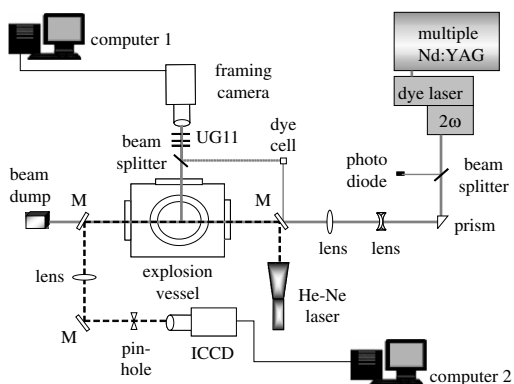 computer 1
multiple
Nd:YAG
framing
camera
dye laser
2ω
UG11
dye
cell
beam
splitter
photo
diode
beam
splitter
beam
dump
M
M
prism
lens
lens
lens
explosion
vessel
He-Ne
laser
M
pin-
hole
ICCD
computer 2